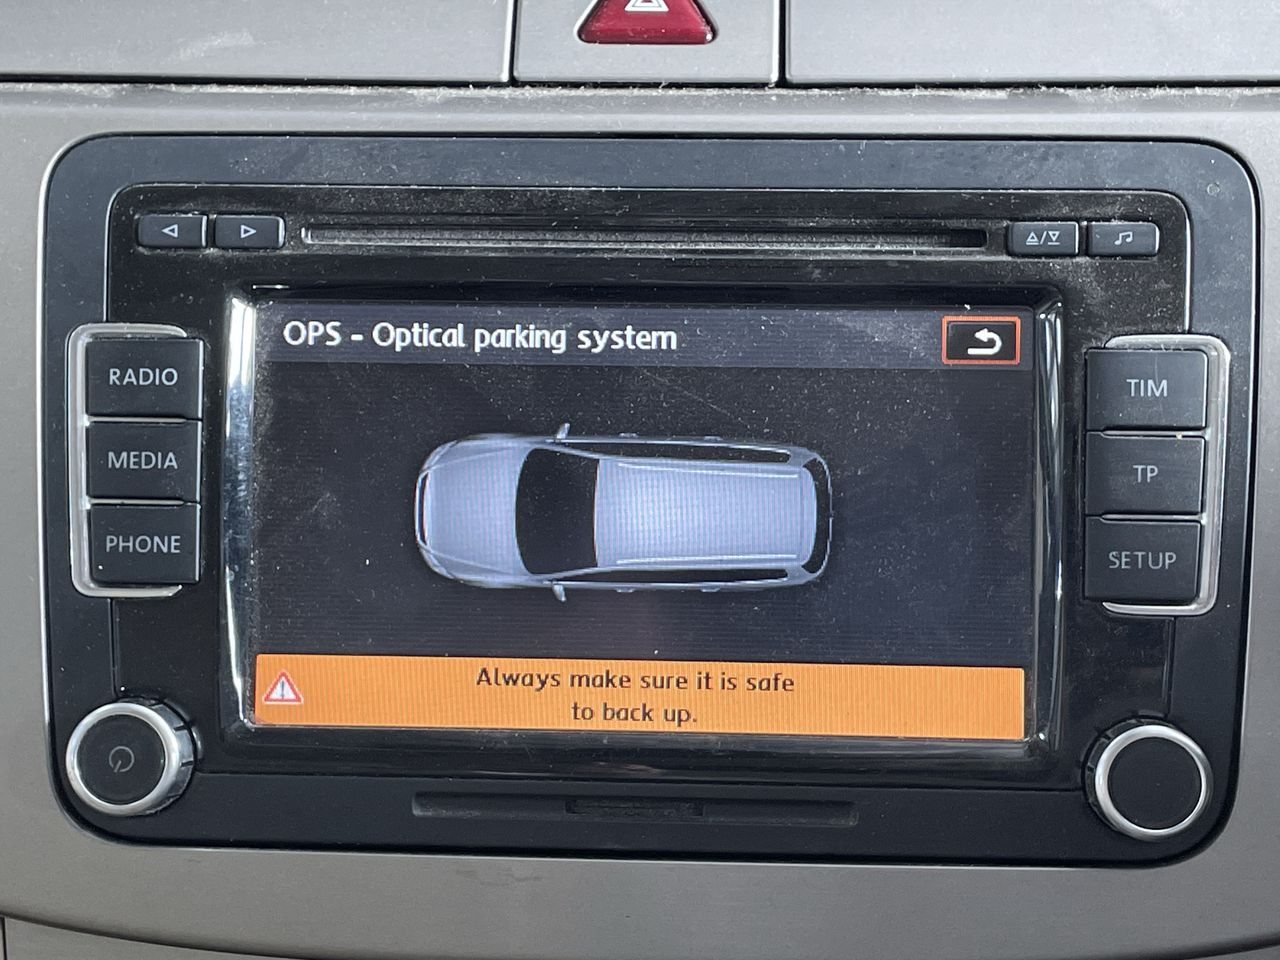 OPS - Optical parking system
RADIO
MEDIA
PHONE
TIM
TP
SETUP
Always make sure it is safe
to back up.